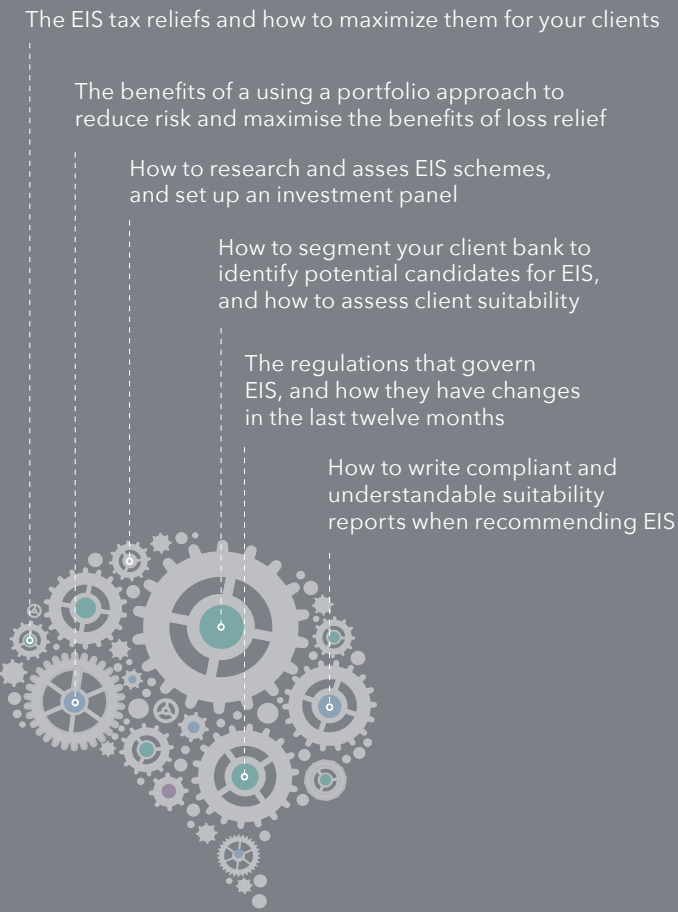 The EIS tax reliefs and how to maximize them for your clients
The benefits of a using a portfolio approach to
reduce risk and maximise the benefits of loss relief
How to research and asses EIS schemes,
and set up an investment panel
How to segment your client bank to
identify potential candidates for EIS,
and how to assess client suitability
The regulations that govern
EIS, and how they have changes
in the last twelve months
How to write compliant and
understandable suitability
reports when recommending EIS